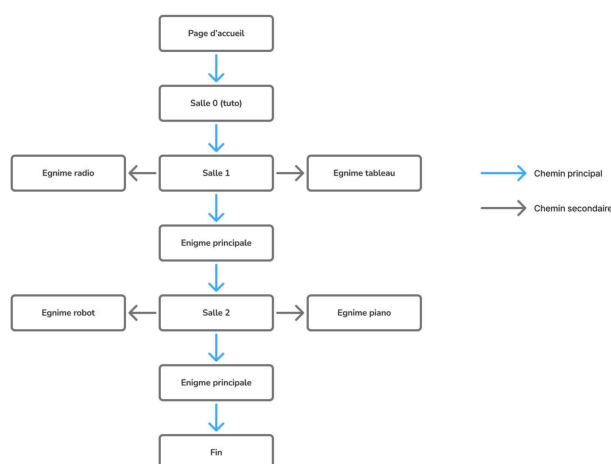 Page d'accueil
Salle 0 (tuto)
Egnime radio
Salle 1
Egnime tableau
Chemin principal
Chemin secondaire
Enigme principale
Egnime robot
Salle 2
Egnime piano
Enigme principale
Fin